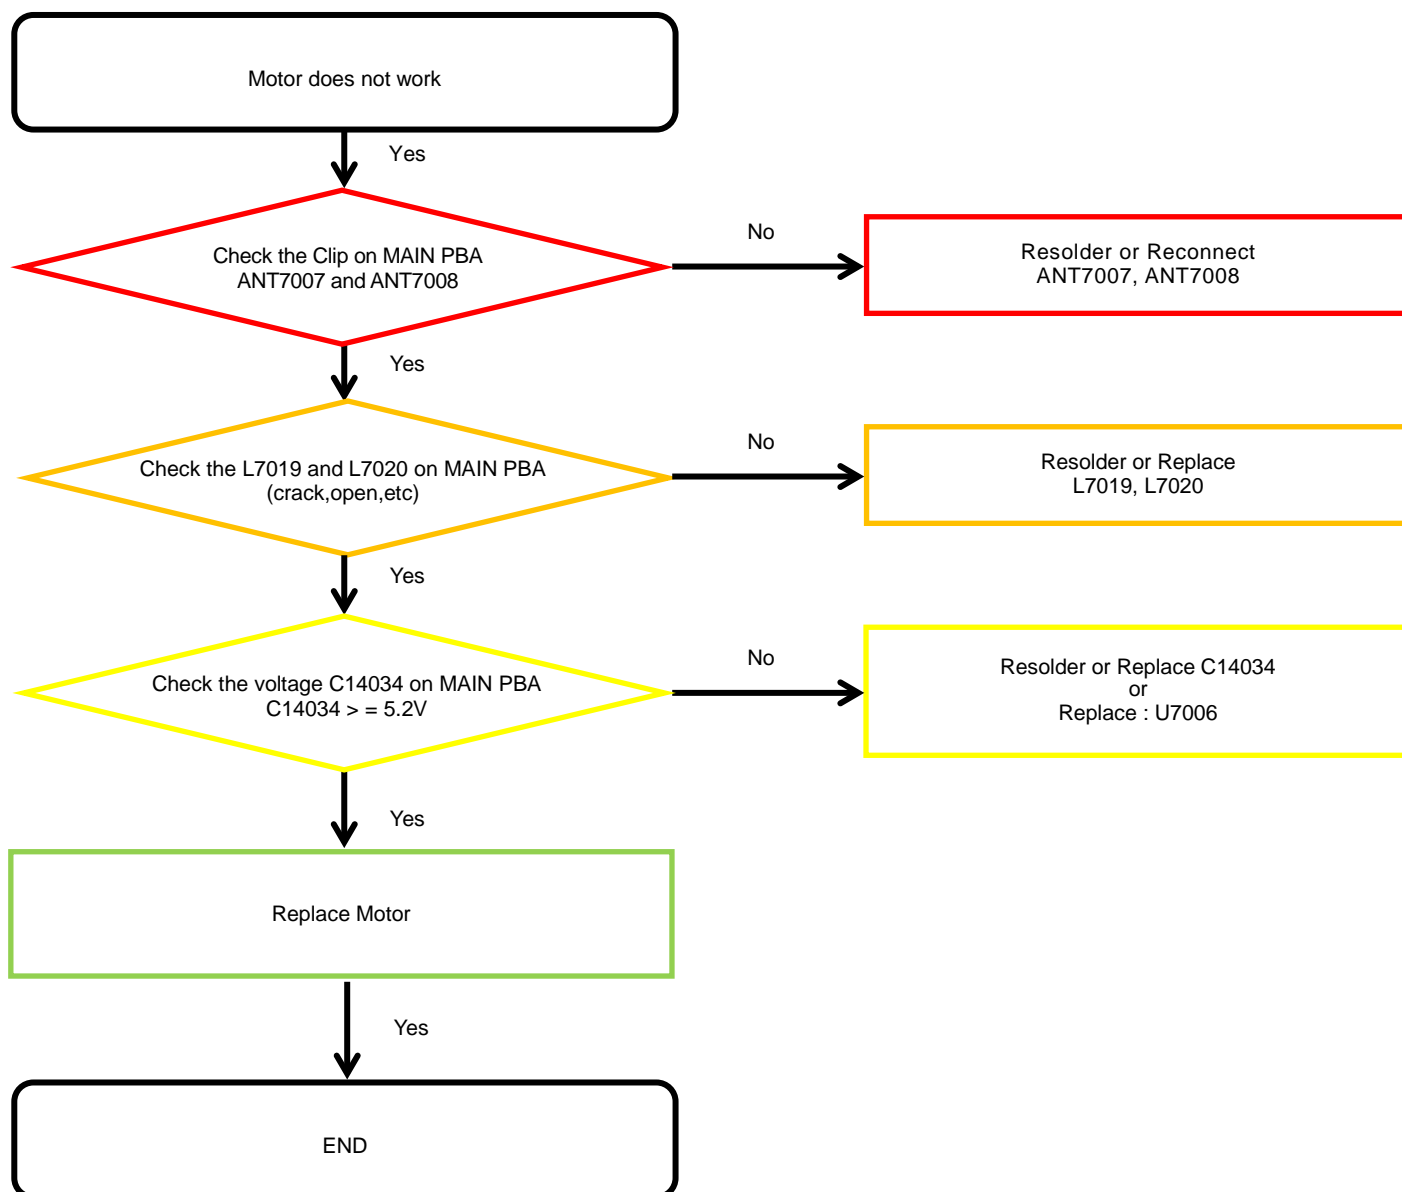 Motor does not work
Yes
Check the Clip on MAIN PBA
ANT7007 and ANT7008
No
Resolder or Reconnect
ANT7007, ANT7008
Yes
Check the L7019 and L7020 on MAIN PBA
(crack,open,etc)
No
Resolder or Replace
L7019, L7020
Yes
Check the voltage C14034 on MAIN PBA
C14034 > = 5.2V
No
Resolder or Replace C14034
or
Replace : U7006
Yes
Replace Motor
Yes
END